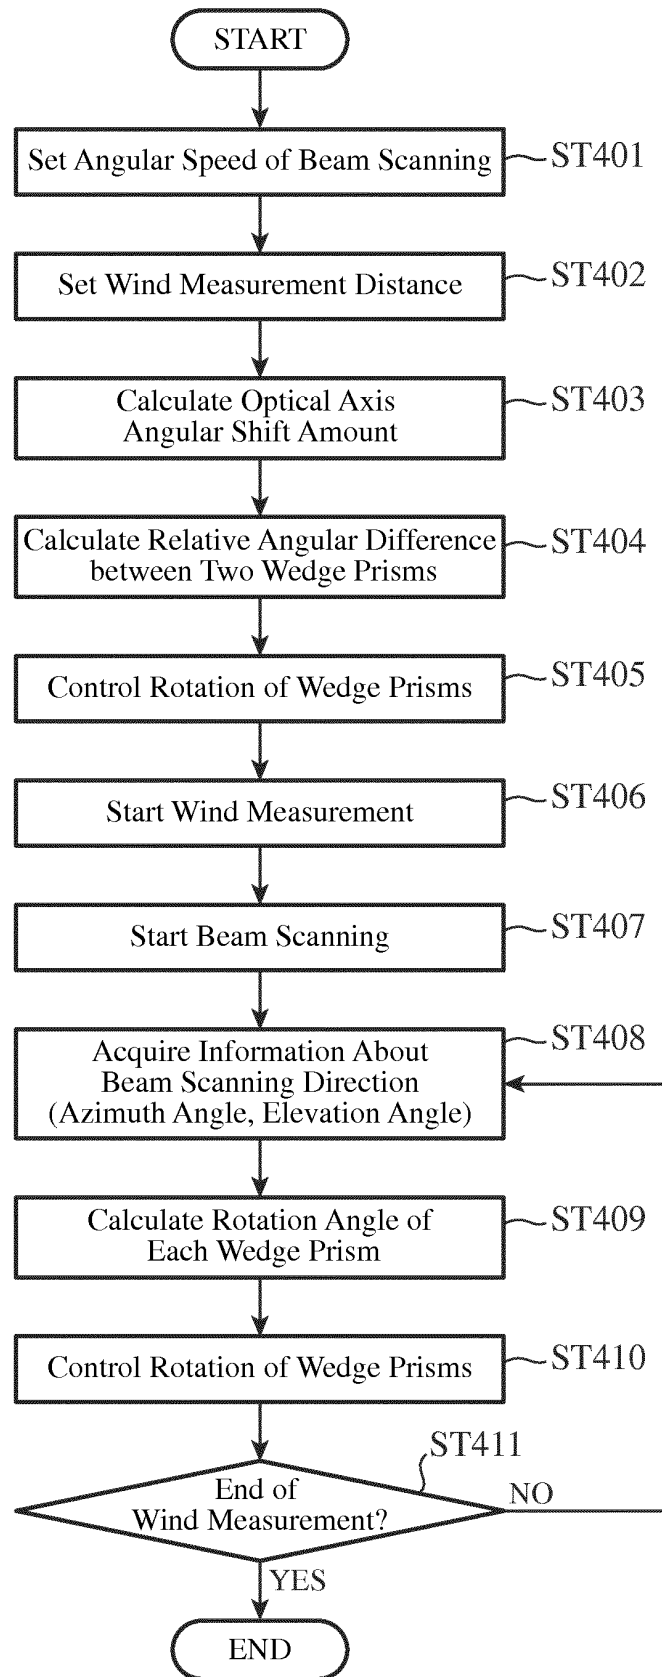 START
Set Angular Speed of Beam Scanning
ST401
Set Wind Measurement Distance
ST402
Calculate Optical Axis
Angular Shift Amount
ST403
Calculate Relative Angular Difference
between Two Wedge Prisms
ST404
Control Rotation of Wedge Prisms
ST405
Start Wind Measurement
ST406
Start Beam Scanning
ST407
Acquire Information About
Beam Scanning Direction
(Azimuth Angle, Elevation Angle)
ST408
Calculate Rotation Angle of
Each Wedge Prism
ST409
Control Rotation of Wedge Prisms
ST410
ST411
End of
Wind Measurement?
NO
YES
END